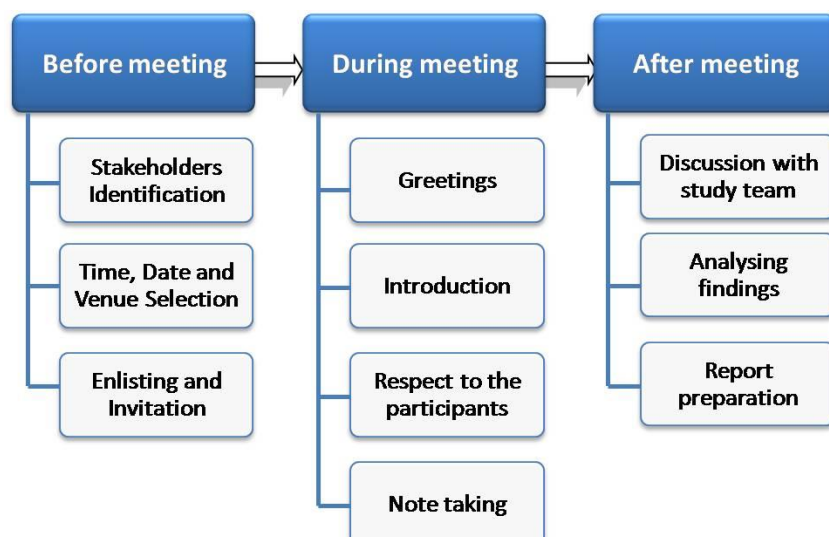 Before meeting
Stakeholders
Identification
Time, Date and
Venue Selection
Enlisting and
Invitation
During meeting
Greetings
Introduction
Respect to the
participants
Note taking
After meeting
Discussion with
study team
Analysing
findings
Report
preparation